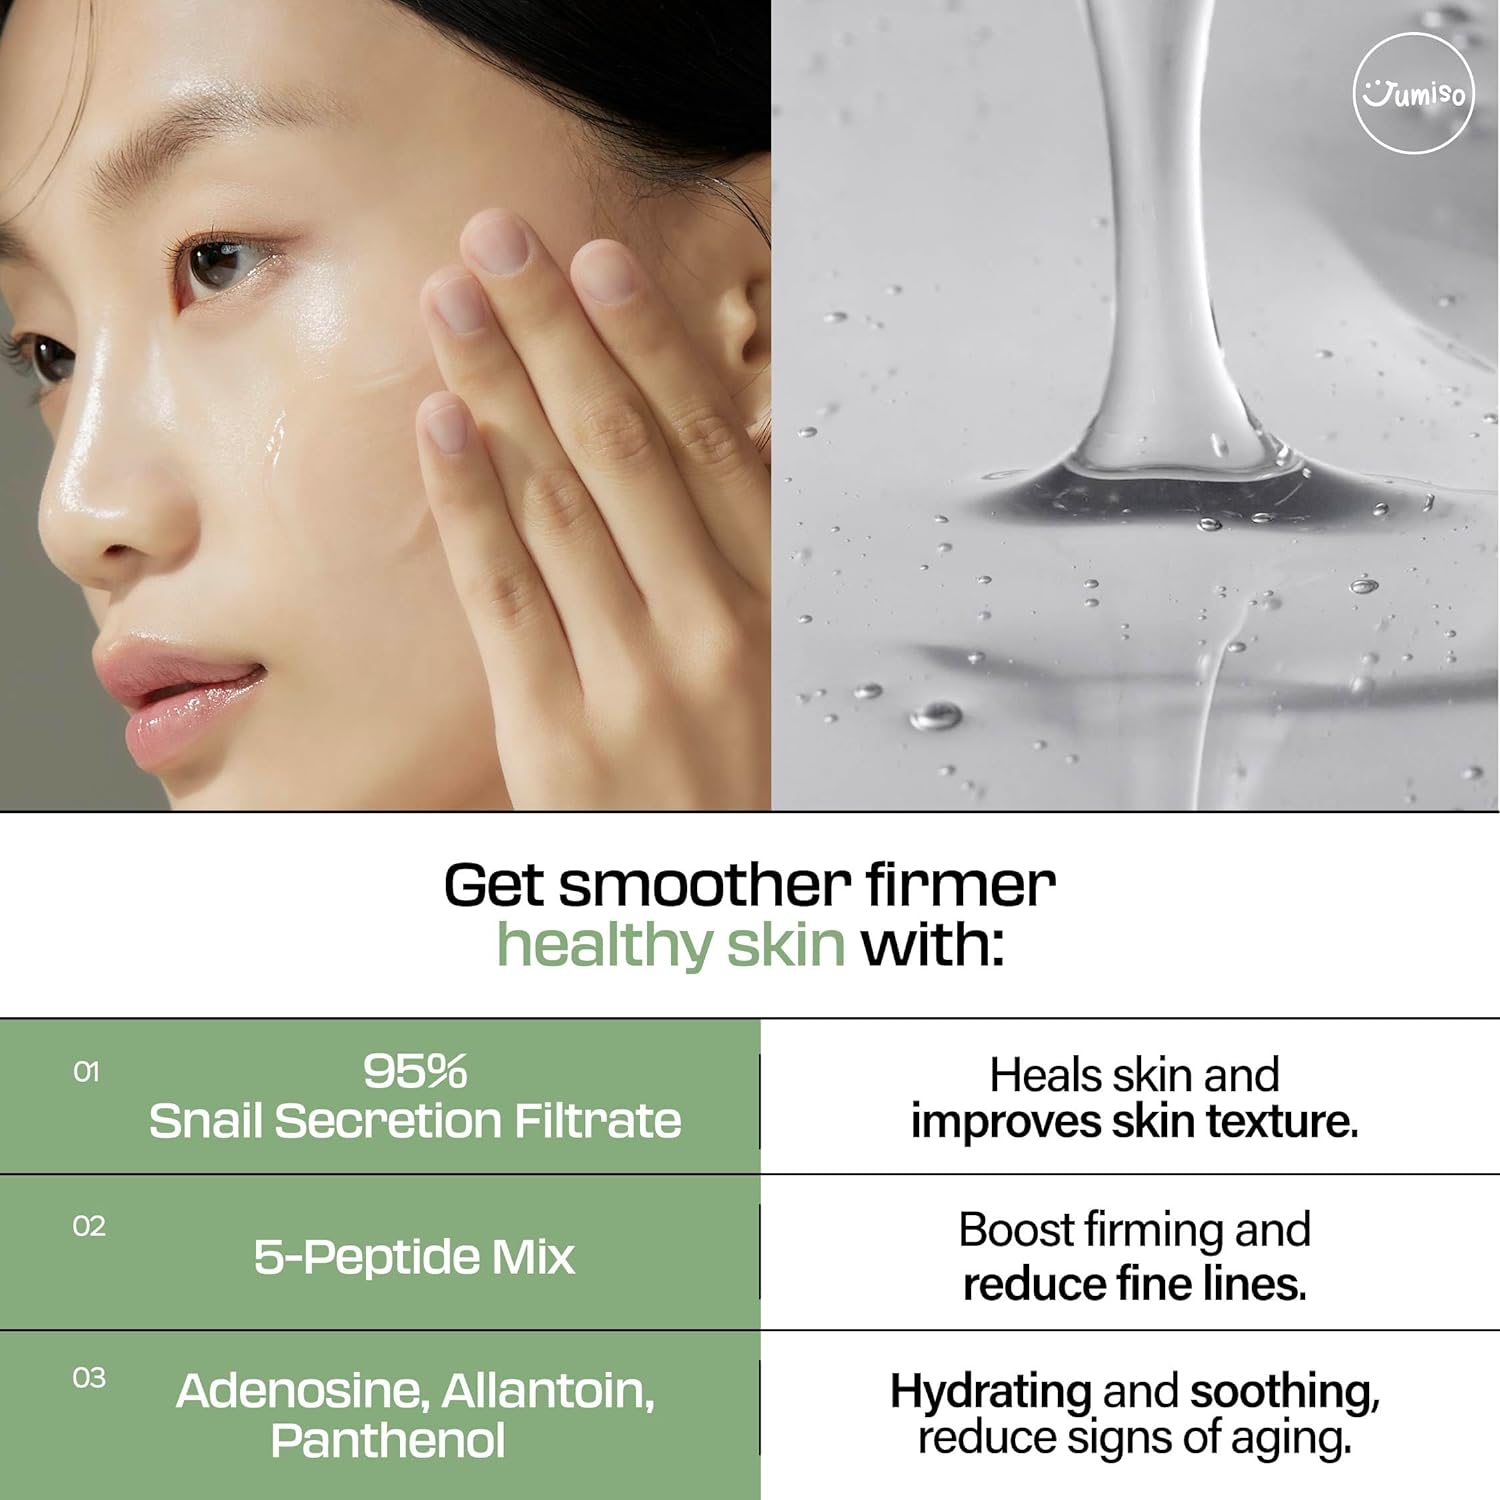 Jumiso
Get smoother firmer
healthy skin with:
01
95%
Snail Secretion Filtrate
Heals skin and
improves skin texture.
02
5-Peptide Mix
Boost firming and
reduce fine lines.
03
Adenosine, Allantoin,
Panthenol
Hydrating and soothing,
reduce signs of aging.